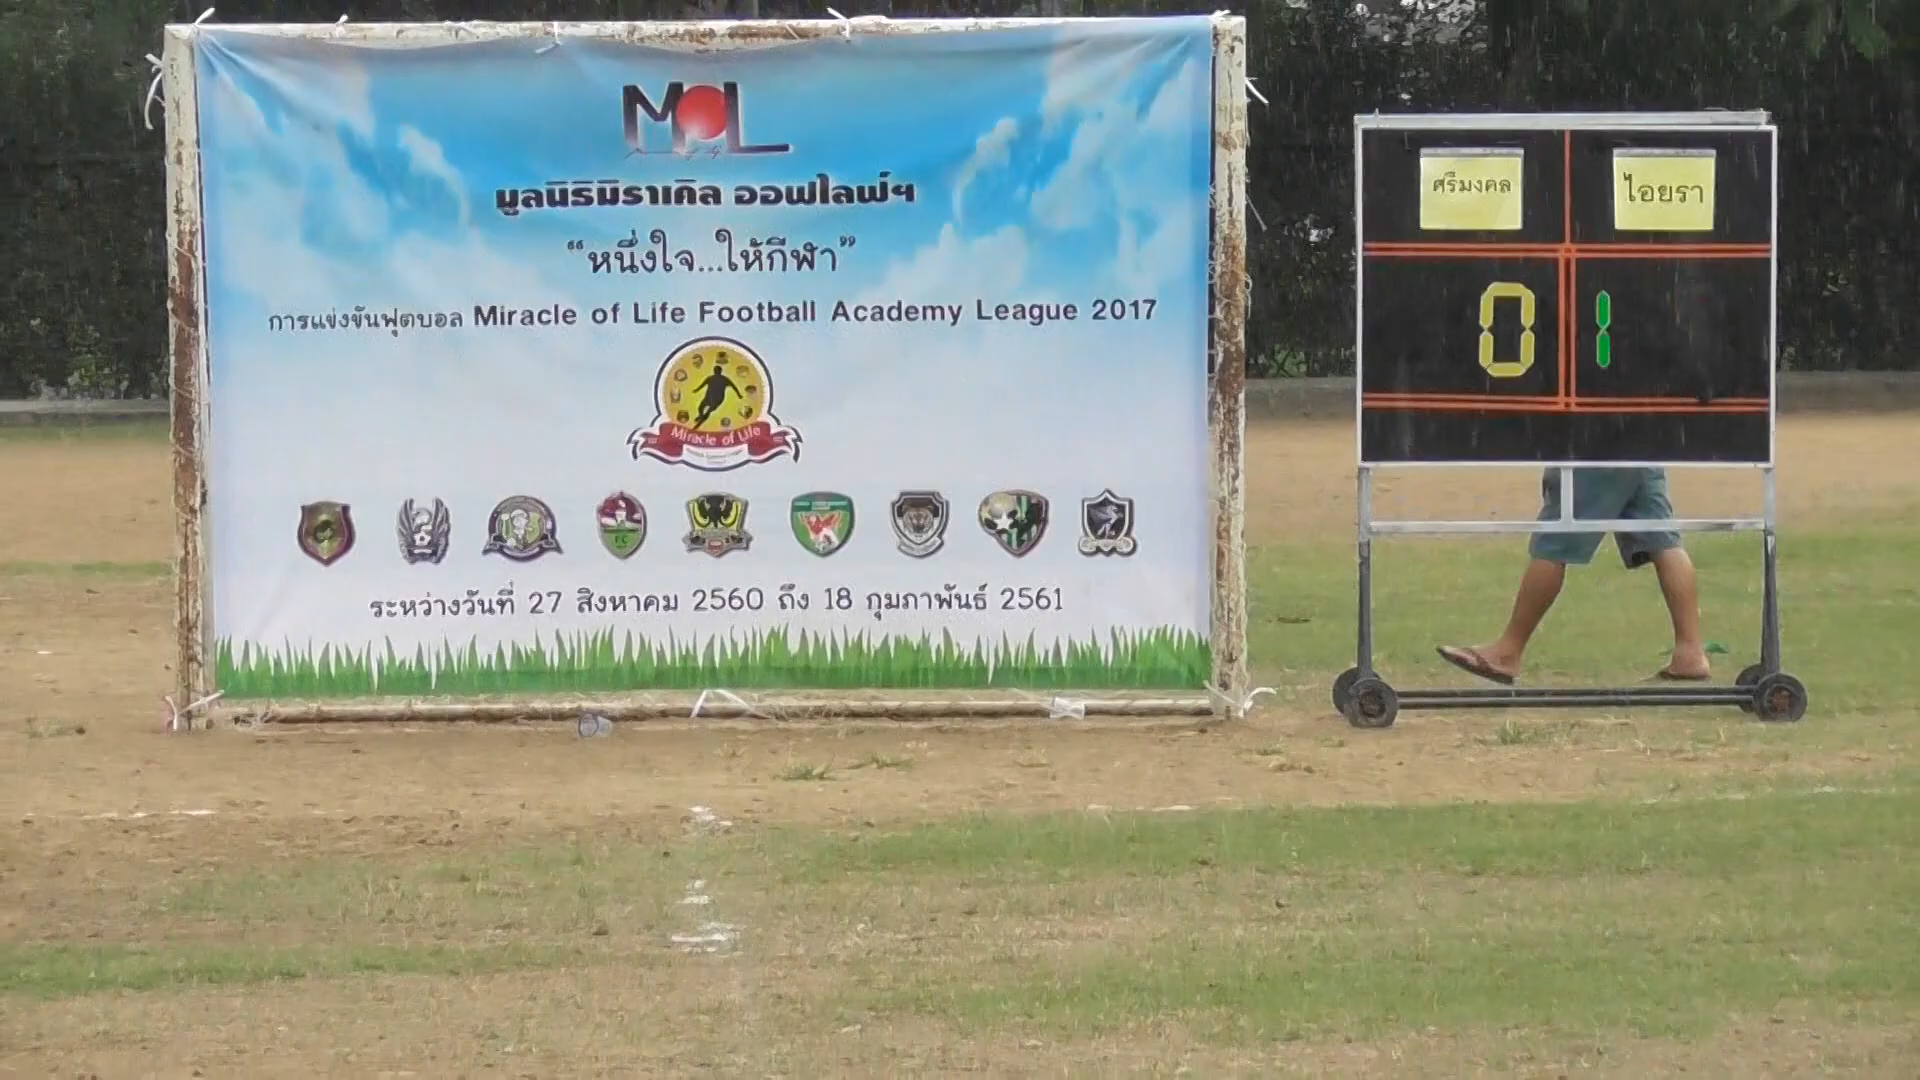 MOL
มูลนิธิมิราเคิล ออฟไลฟ์ฯ
“หนึ่งใจ...ให้กีฬา”
การแข่งขันฟุตบอล Miracle of Life Football Academy League 2017
Miracle of Life
FC
ระหว่างวันที่ 27 สิงหาคม 2560 ถึง 18 กุมภาพันธ์ 2561
ศรีมงคล ไอยรา
0 1